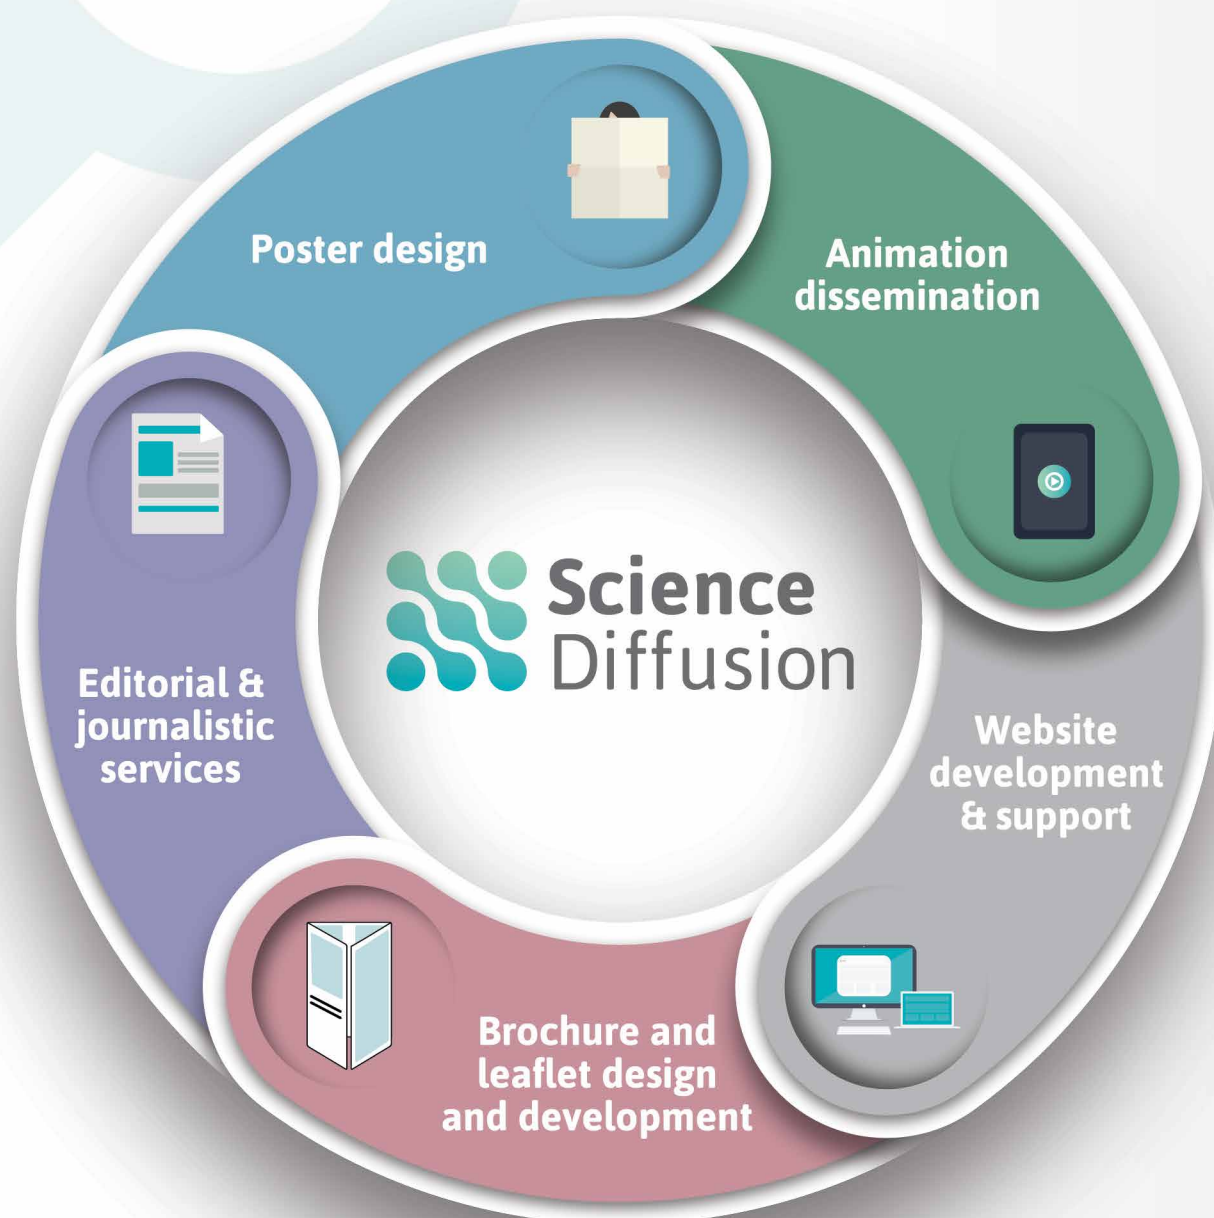 Poster design
Animation
dissemination
Science
Diffusion
Editorial &
journalistic
services
Website
development
& support
Brochure and
leaflet design
and development